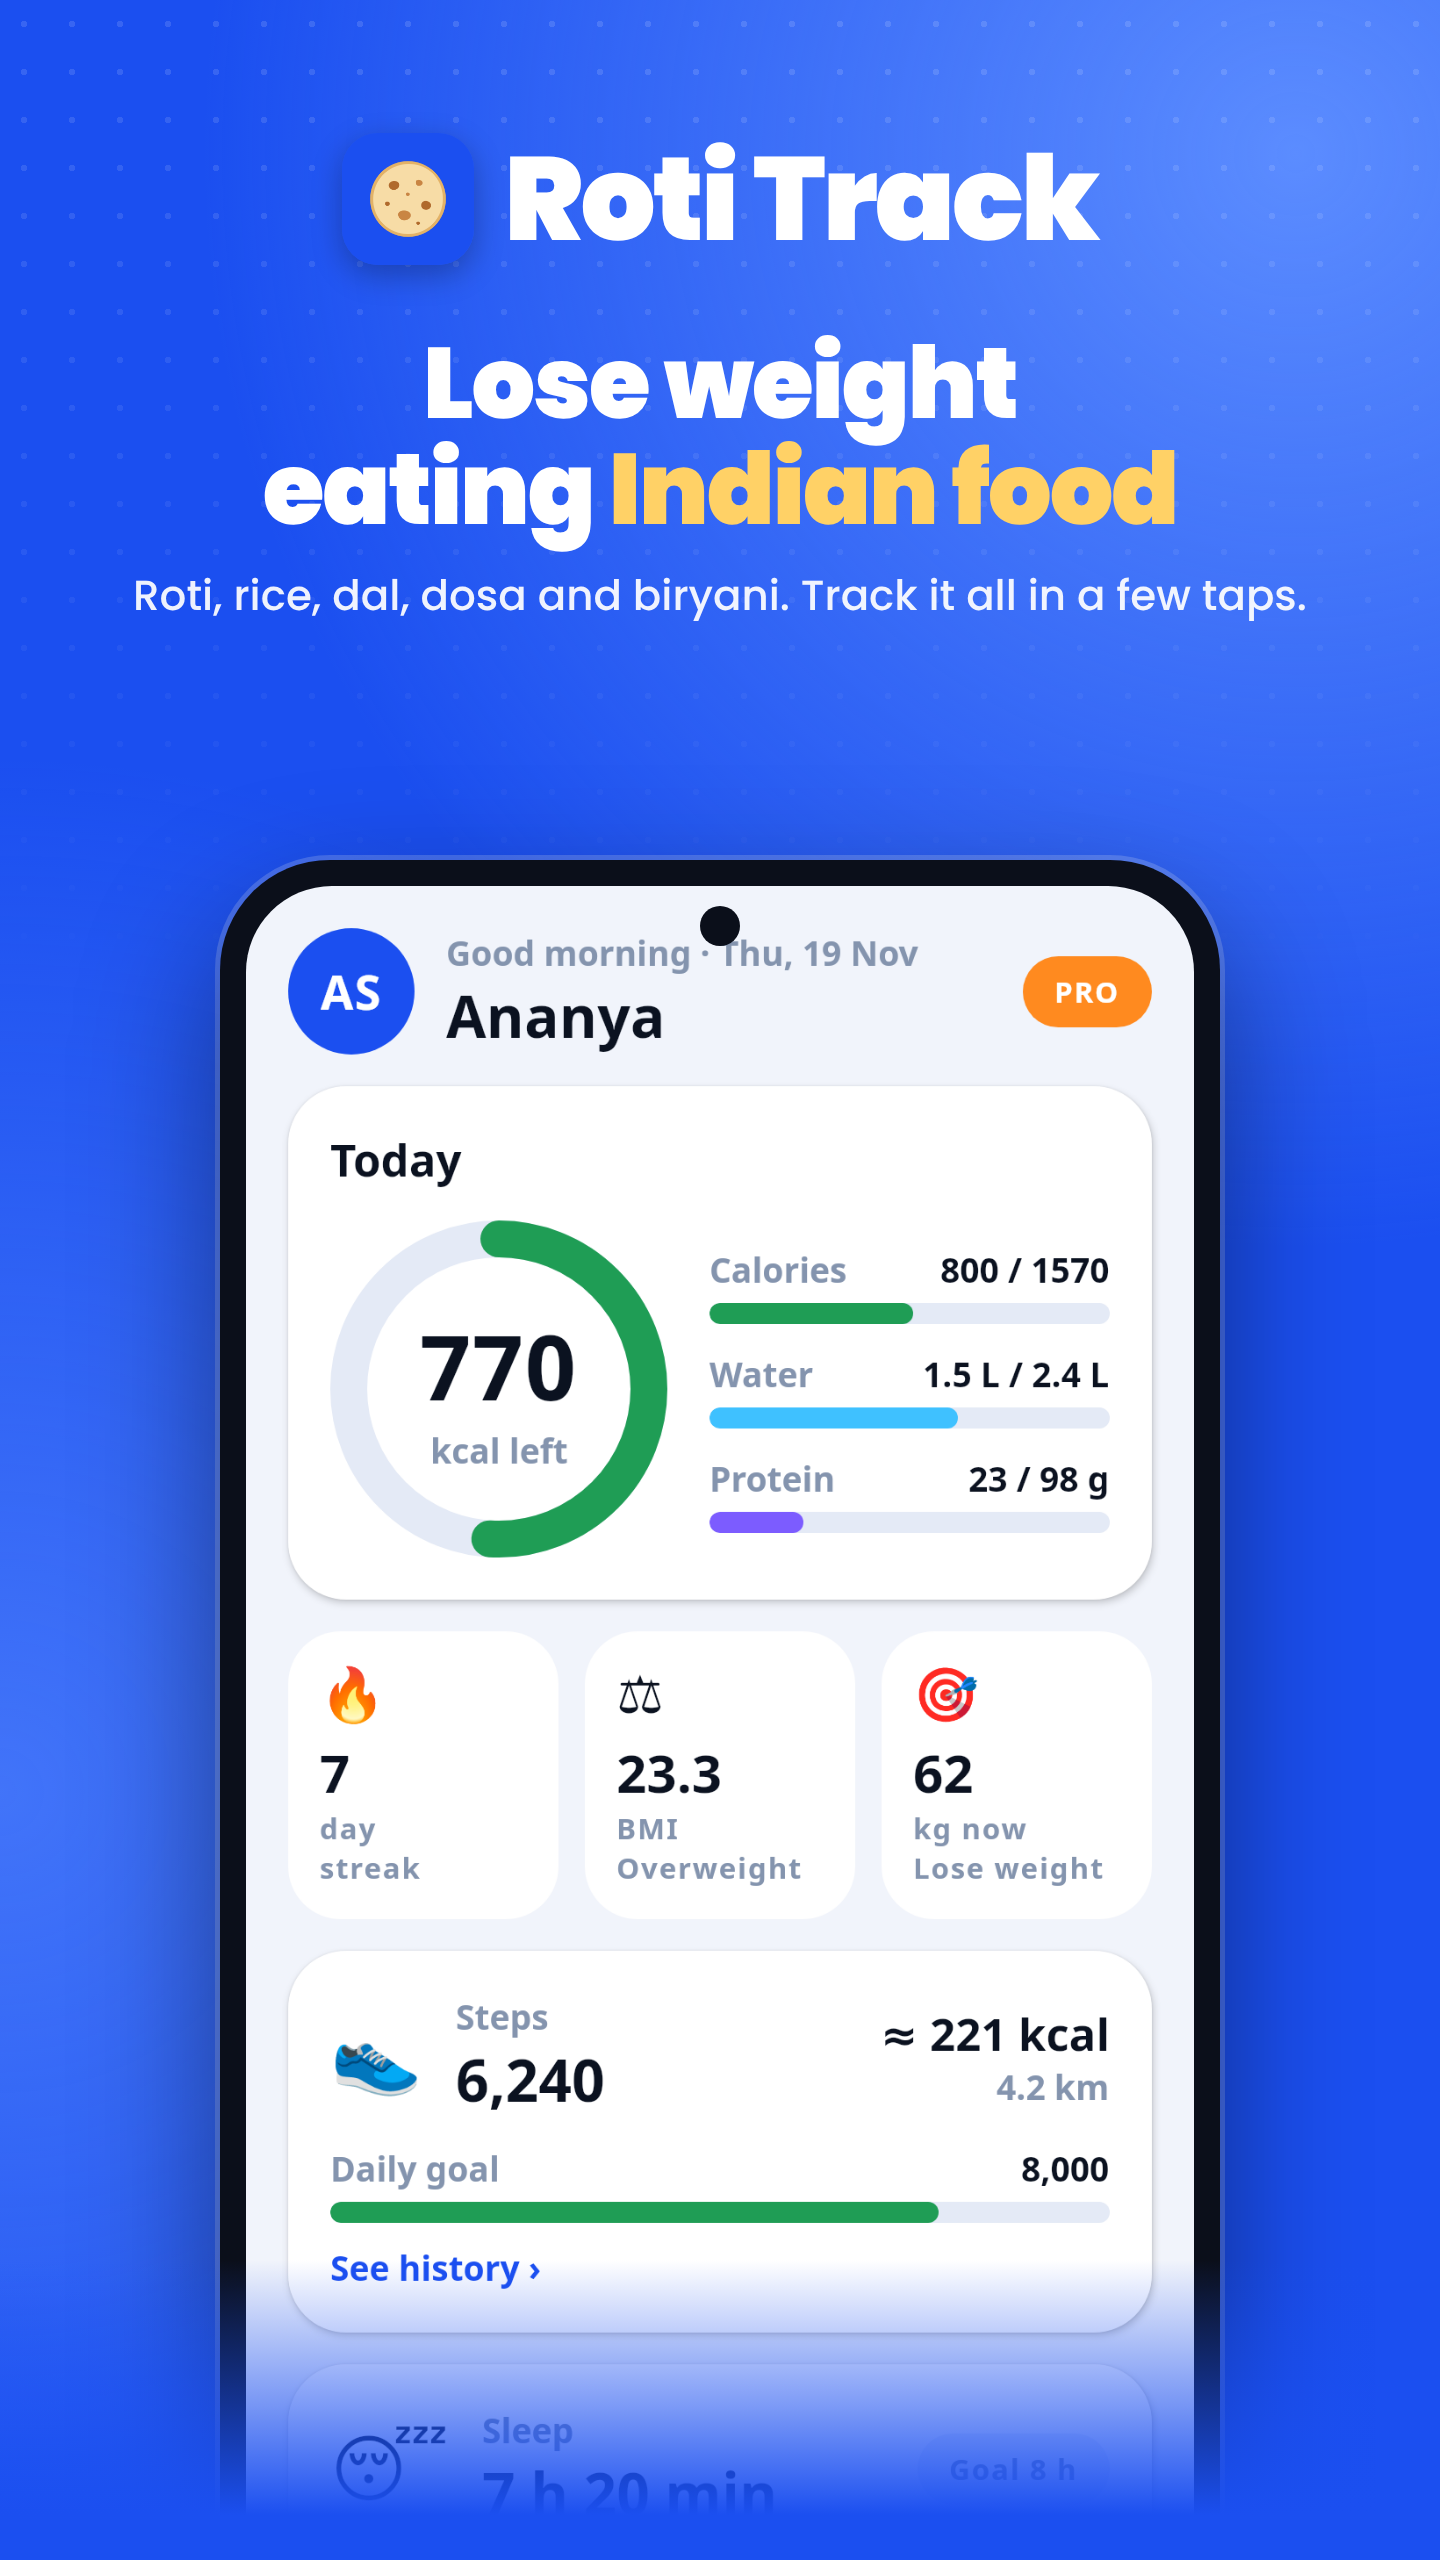 Roti Track
Lose weight
eating Indian food
Roti, rice, dal, dosa and biryani. Track it all in a few taps.
AS
Good morning · Thu, 19 Nov
Ananya
PRO
Today
770
kcal left
Calories 800 / 1570
Water 1.5 L / 2.4 L
Protein 23 / 98 g
7
day
streak
23.3
BMI
Overweight
62
kg now
Lose weight
Steps
6,240
≈ 221 kcal
4.2 km
Daily goal 8,000
See history ›
zzz
Sleep
7 h 20 min
Goal 8 h